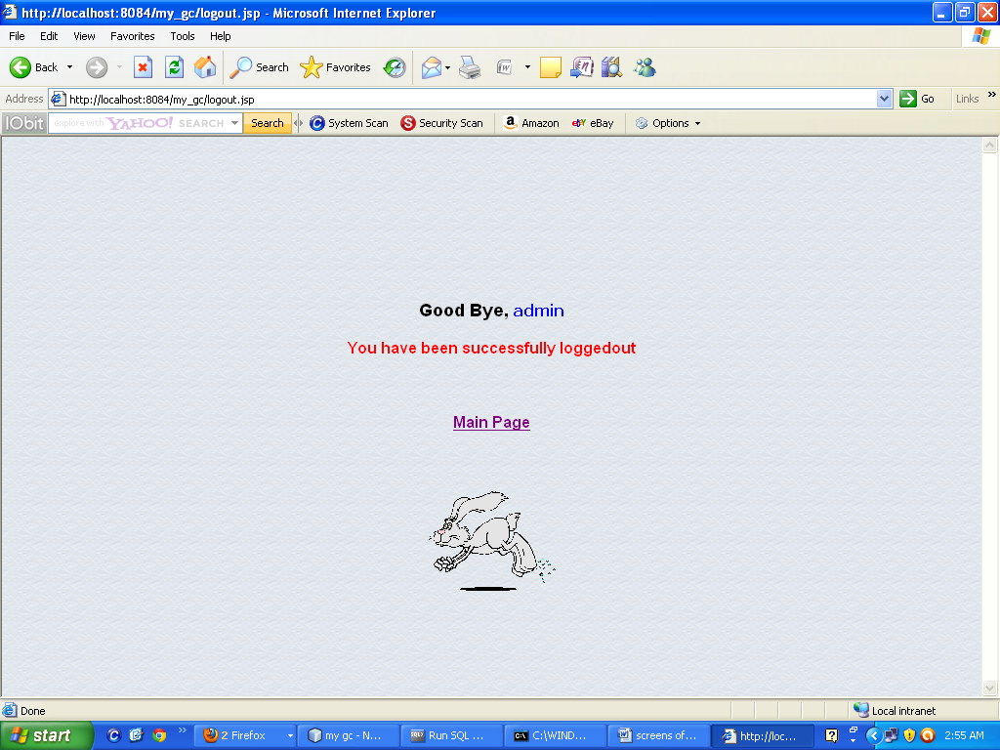 http://localhost:8084/my_gc/logout.jsp - Microsoft Internet Explorer
File Edit View Favorites Tools Help
Back Search Favorites
Address http://localhost:8084/my_gc/logout.jsp Go Links »
IObit explore with YAHOO! SEARCH Search System Scan Security Scan Amazon eBay Options
Good Bye, admin
You have been successfully loggedout
Main Page
Done Local intranet
start 2 Firefox my gc - N... Run SQL ... C:\WIND... screens of... http://loc... 2:55 AM